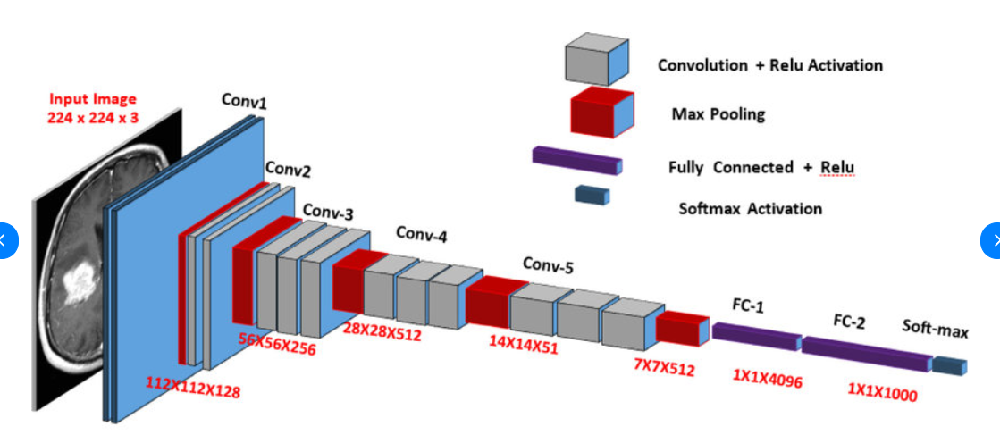 Input Image
224 x 224 x 3
Conv1
Conv2
Conv-3
Conv-4
Conv-5
FC-1
FC-2
Soft-max
112X112X128
56X56X256
28X28X512
14X14X51
7X7X512
1X1X4096
1X1X1000
Convolution + Relu Activation
Max Pooling
Fully Connected + Relu
Softmax Activation